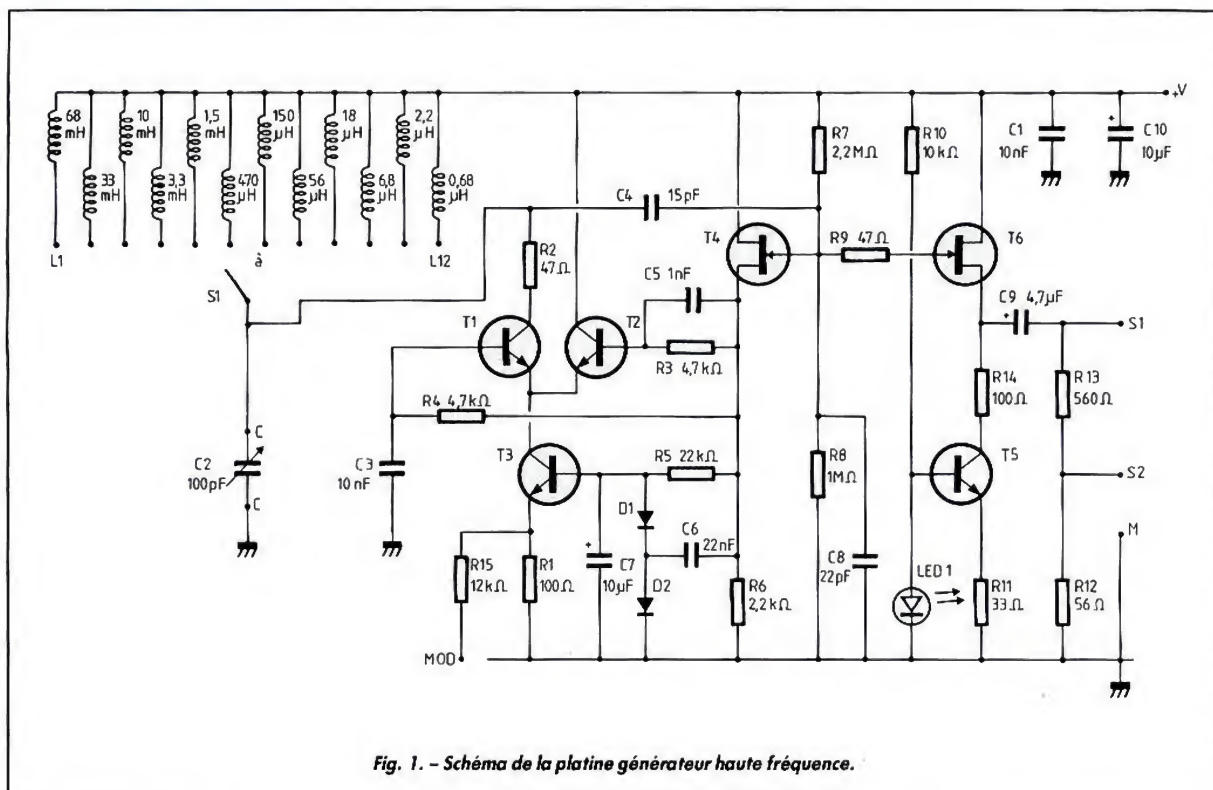 +V
68 mH
10 mH
1,5 mH
150 µH
18 µH
2,2 µH
33 mH
3,3 mH
470 µH
56 µH
6,8 µH
0,68 µH
L1
à
L12
S1
C2
100pF
C
C
C4
15pF
R2
47Ω
T1
T2
C5 1nF
R3 4,7kΩ
R4 4,7kΩ
C3
10nF
T3
R5 22kΩ
D1
D2
C6
22nF
C7
10µF
R15
12kΩ
R1
100Ω
MOD
R6
2,2kΩ
T4
R7
2,2MΩ
R9 47Ω
R8
1MΩ
C8
22pF
R10
10kΩ
T6
C9 4,7µF
R14
100Ω
T5
LED 1
R11
33Ω
R13
560Ω
R12
56Ω
S1
S2
M
C1
10nF
C10
10µF
+
+
+
Fig. 1. – Schéma de la platine générateur haute fréquence.